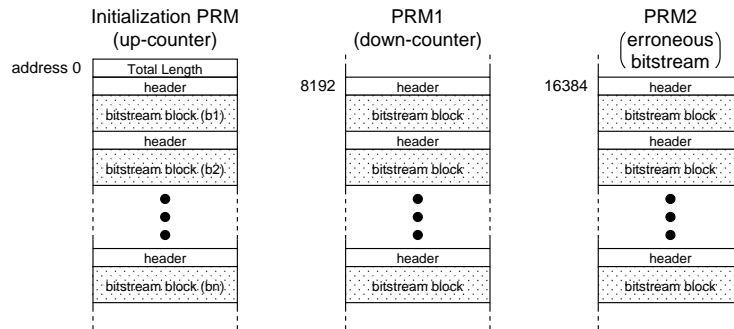 Initialization PRM
(up-counter)
address 0
Total Length
header
bitstream block (b1)
header
bitstream block (b2)
header
bitstream block (bn)
PRM1
(down-counter)
8192
header
bitstream block
header
bitstream block
header
bitstream block
PRM2
(erroneous
bitstream)
16384
header
bitstream block
header
bitstream block
header
bitstream block